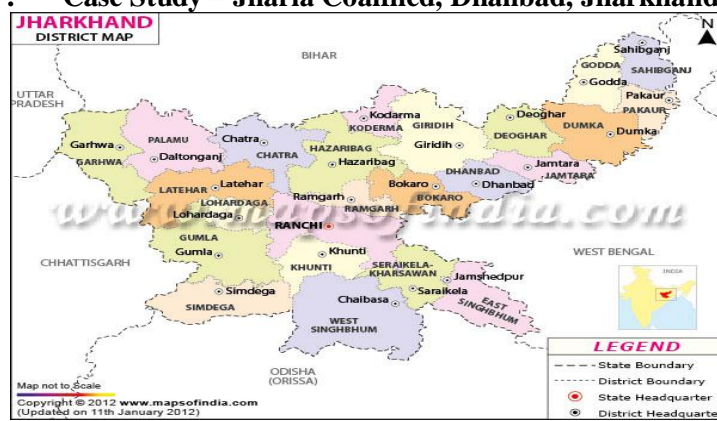 . Case Study – Jharia Coalfield, Dhanbad, Jharkhand
JHARKHAND
DISTRICT MAP
N
BIHAR
UTTAR
PRADESH
Sahibganj
GODDA
SAHIBGANJ
Godda
Pakaur
PAKAUR
Kodarma
KODERMA
GIRIDIH
Deoghar
DEOGHAR
DUMKA
Dumka
Garhwa
GARHWA
PALAMU
Daltonganj
Chatra
CHATRA
HAZARIBAG
Hazaribag
Giridih
DHANBAD
Dhanbad
Jamtara
JAMTARA
LATEHAR
Latehar
Ramgarh
RAMGARH
Bokaro
BOKARO
LOHARDAGA
Lohardaga
www.mapsofindia.com
RANCHI
GUMLA
Gumla
Khunti
KHUNTI
SERAIKELA-
KHARSAWAN
Saraikela
Jamshedpur
EAST
SINGHBHUM
WEST BENGAL
CHHATTISGARH
Simdega
SIMDEGA
Chaibasa
WEST
SINGHBHUM
ODISHA
(ORISSA)
INDIA
LEGEND
State Boundary
District Boundary
State Headquarter
District Headquarte
Map not to Scale
Copyright © 2012 www.mapsofindia.com
(Updated on 11th January 2012)